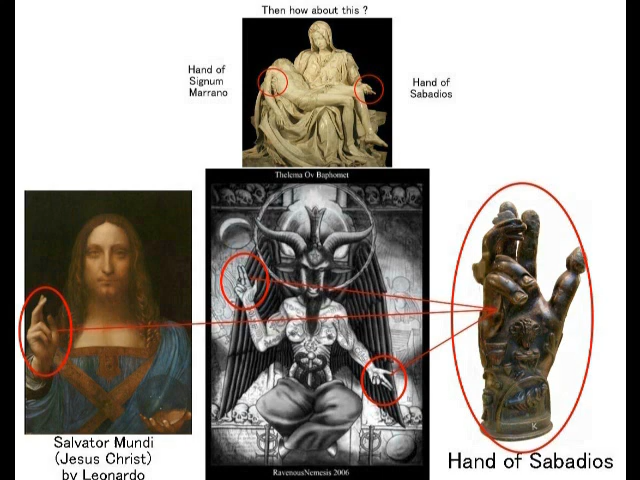 Then how about this ?
Hand of
Signum
Marrano
Hand of
Sabadios
Thelema Ov Baphomet
Salvator Mundi
(Jesus Christ)
by Leonardo
RavenousNemesis 2006
K
Hand of Sabadios